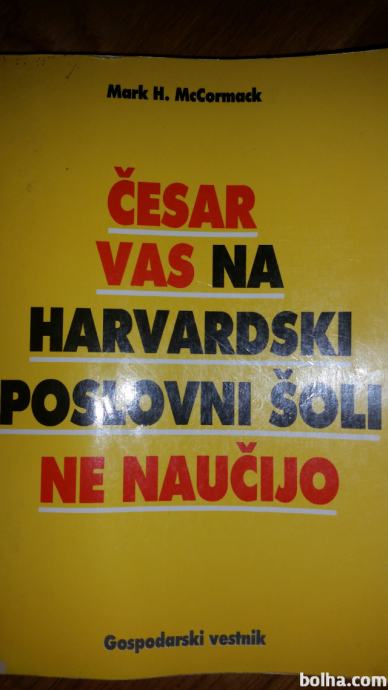 Mark H. McCormack
ČESAR
VAS NA
HARVARDSKI
POSLOVNI ŠOLI
NE NAUČIJO
Gospodarski vestnik
bolha.com